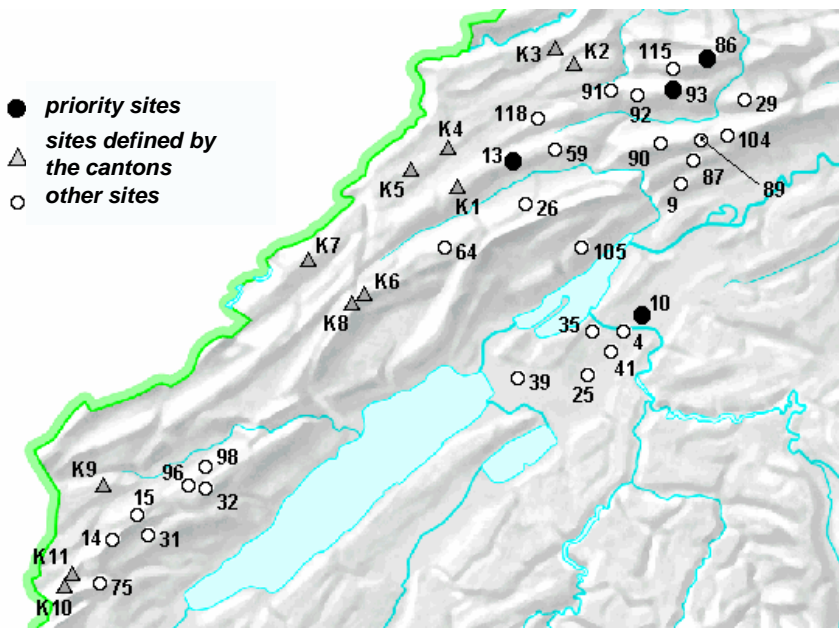 priority sites
sites defined by
the cantons
other sites
K3
K2
115
86
91
92
93
29
118
K4
13
59
90
104
K5
87
89
K1
9
26
K7
64
105
K6
K8
10
35
4
41
39
25
98
K9
96
15
32
14
31
K11
75
K10